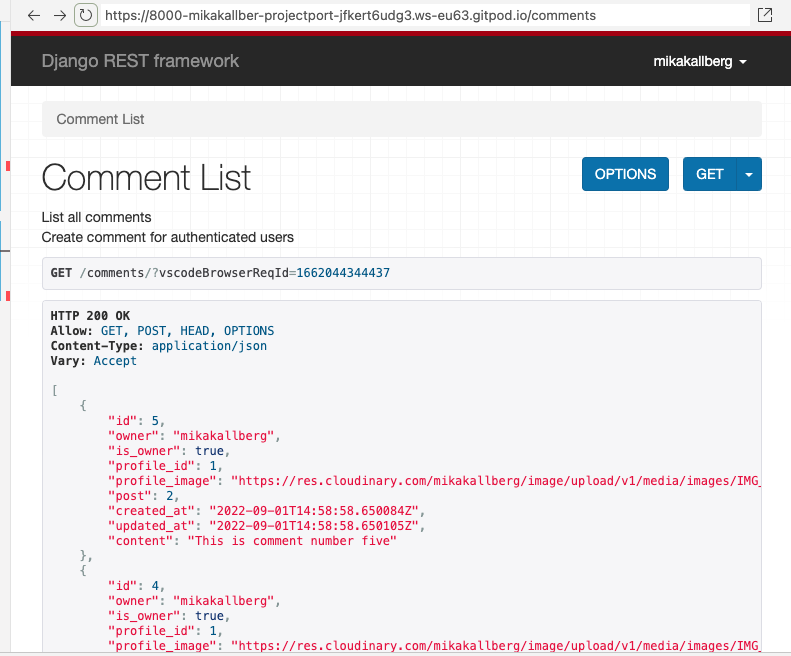 https://8000-mikakallber-projectport-jfkert6udg3.ws-eu63.gitpod.io/comments
Django REST framework
mikakallberg
Comment List
Comment List
OPTIONS
GET
List all comments
Create comment for authenticated users
GET /comments/?vscodeBrowserReqId=1662044344437
HTTP 200 OK
Allow: GET, POST, HEAD, OPTIONS
Content-Type: application/json
Vary: Accept
[
{
"id": 5,
"owner": "mikakallberg",
"is_owner": true,
"profile_id": 1,
"profile_image": "https://res.cloudinary.com/mikakallberg/image/upload/v1/media/images/IMG_
"post": 2,
"created_at": "2022-09-01T14:58:58.650084Z",
"updated_at": "2022-09-01T14:58:58.650105Z",
"content": "This is comment number five"
},
{
"id": 4,
"owner": "mikakallberg",
"is_owner": true,
"profile_id": 1,
"profile_image": "https://res.cloudinary.com/mikakallberg/image/upload/v1/media/images/IMG_